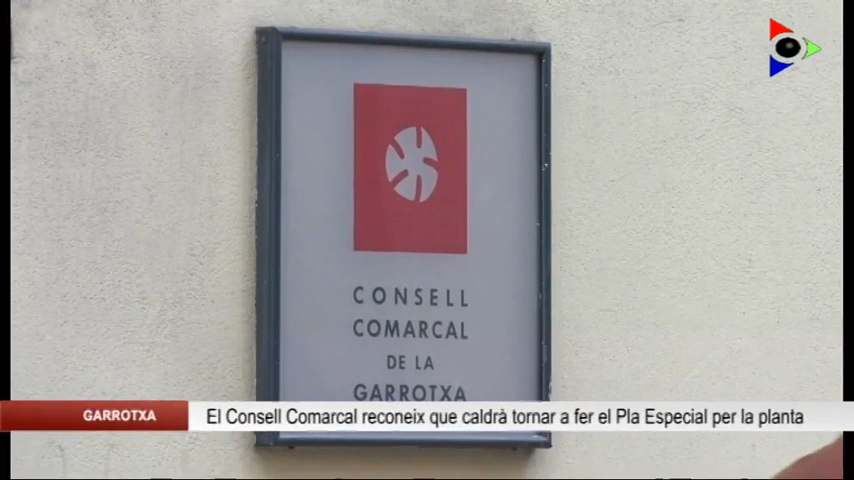 CONSELL
COMARCAL
DE LA
GARROTXA
GARROTXA
El Consell Comarcal reconeix que caldrà tornar a fer el Pla Especial per la planta